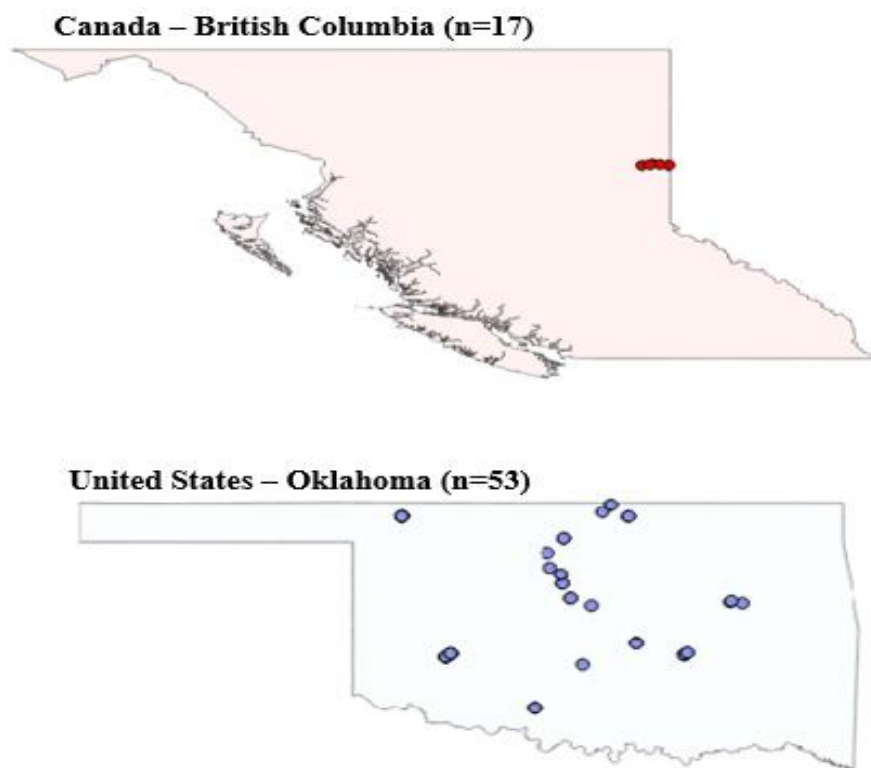 Canada – British Columbia (n=17)
United States – Oklahoma (n=53)